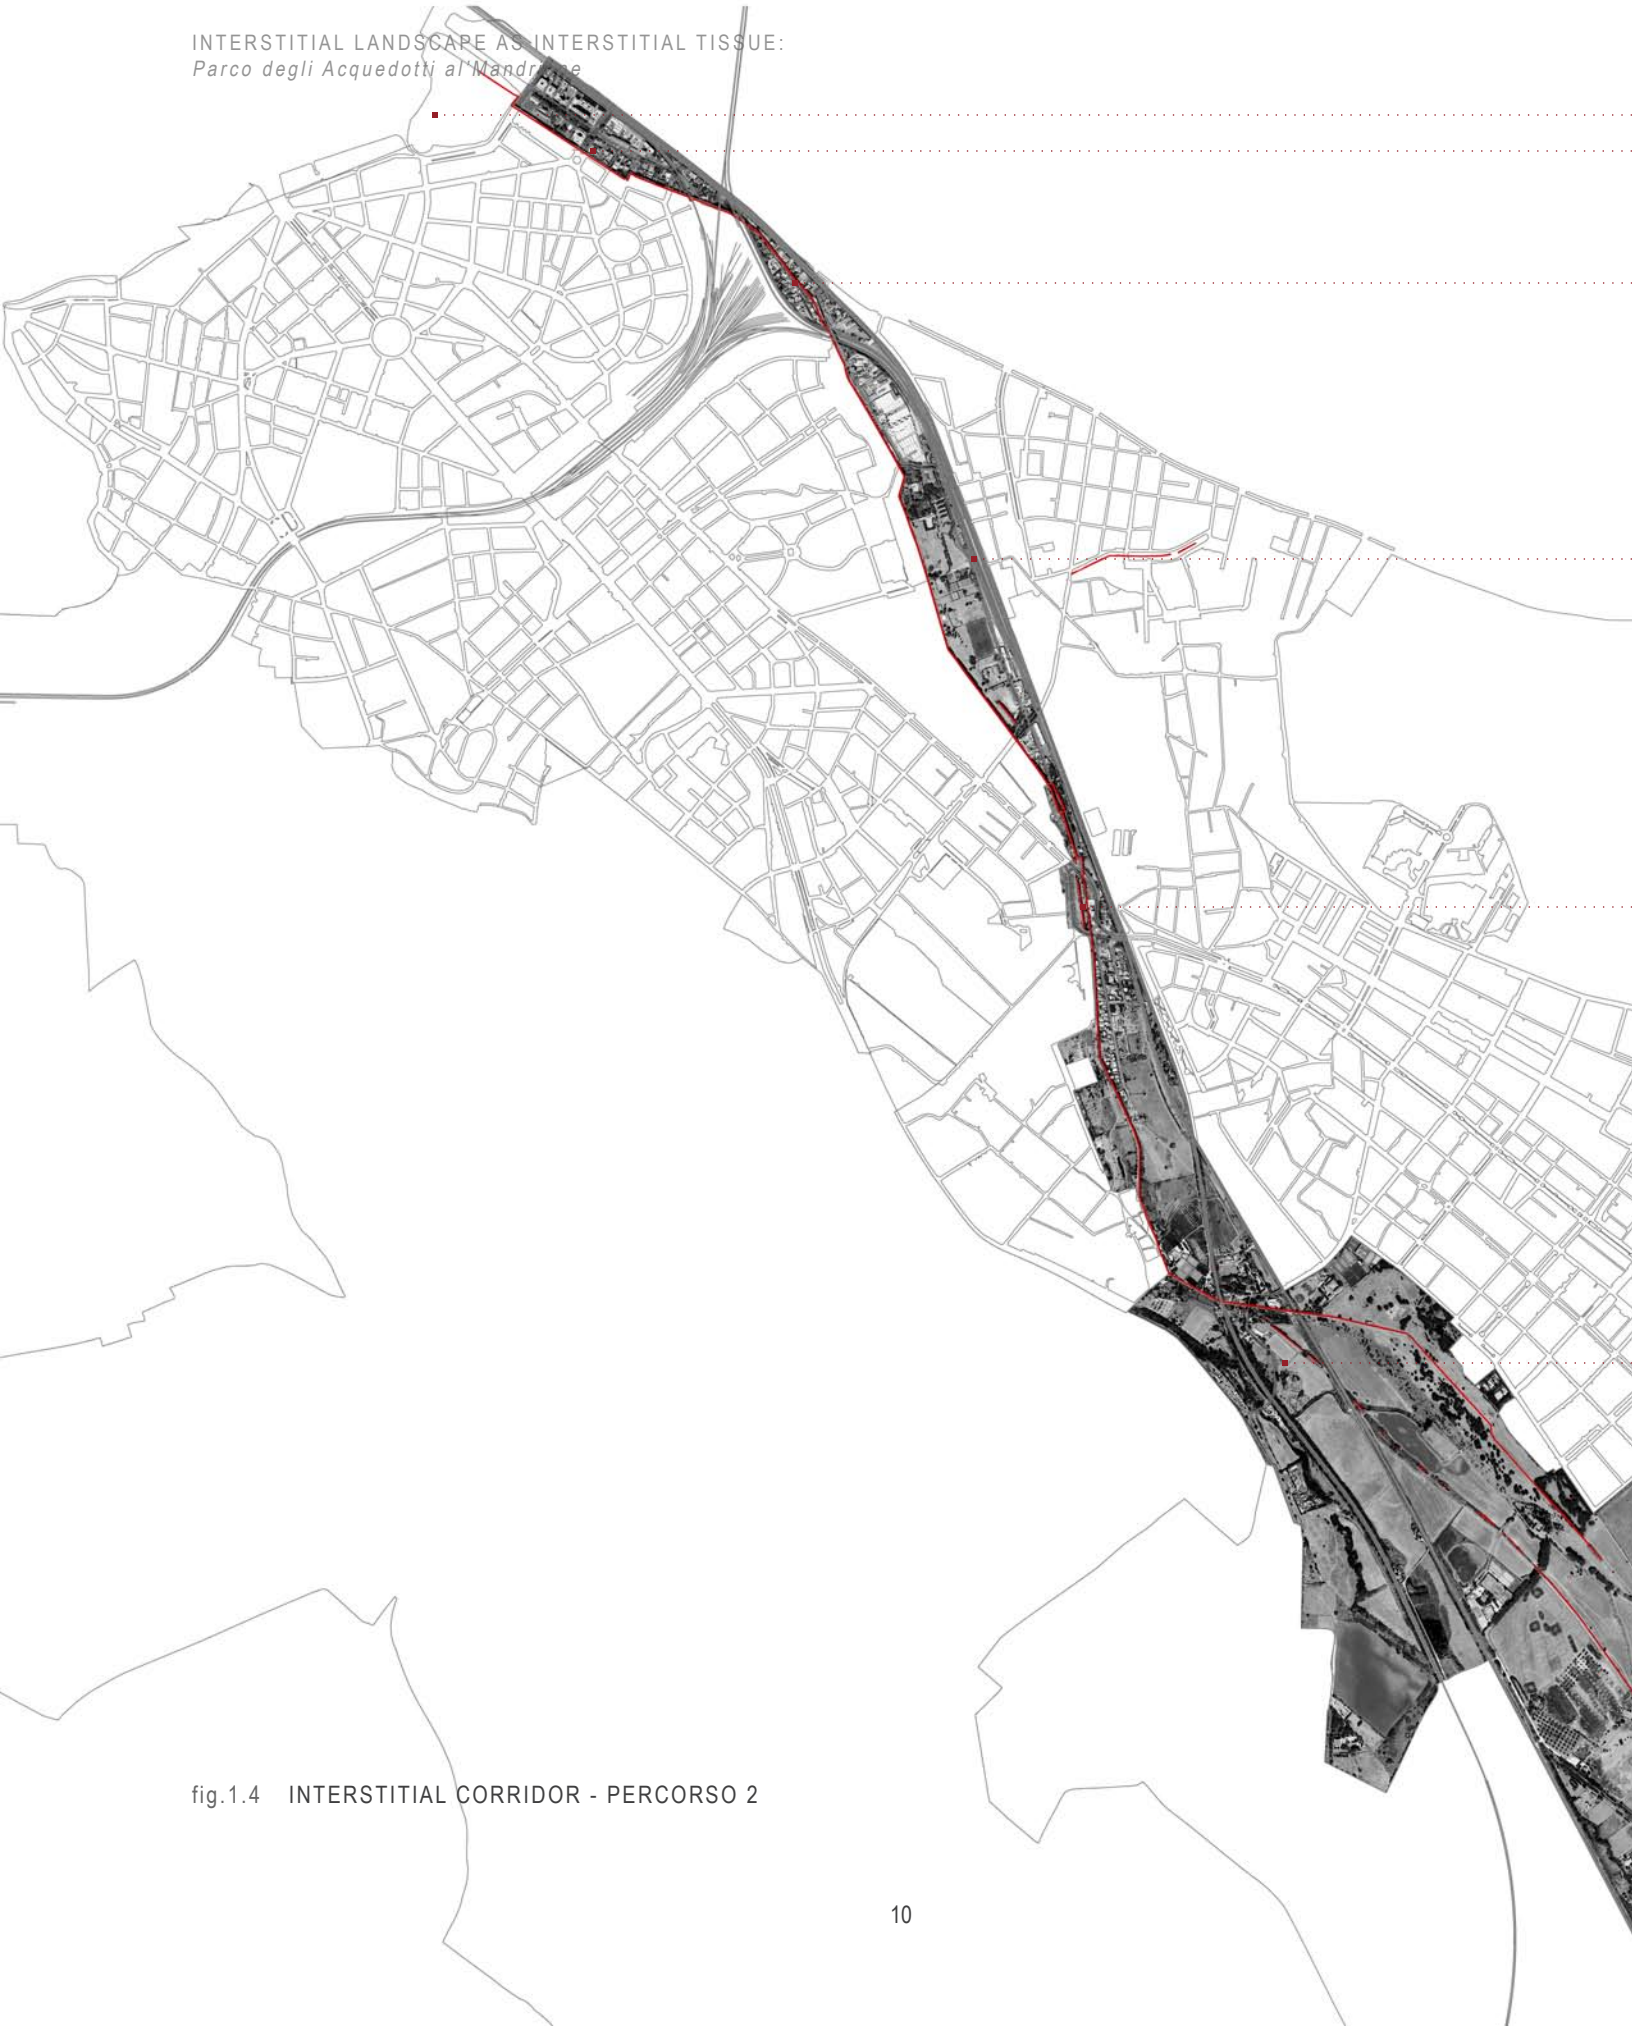 INTERSTITIAL LANDSCAPE AS INTERSTITIAL TISSUE:
Parco degli Acquedotti al'Mandrione
fig.1.4 INTERSTITIAL CORRIDOR - PERCORSO 2
10